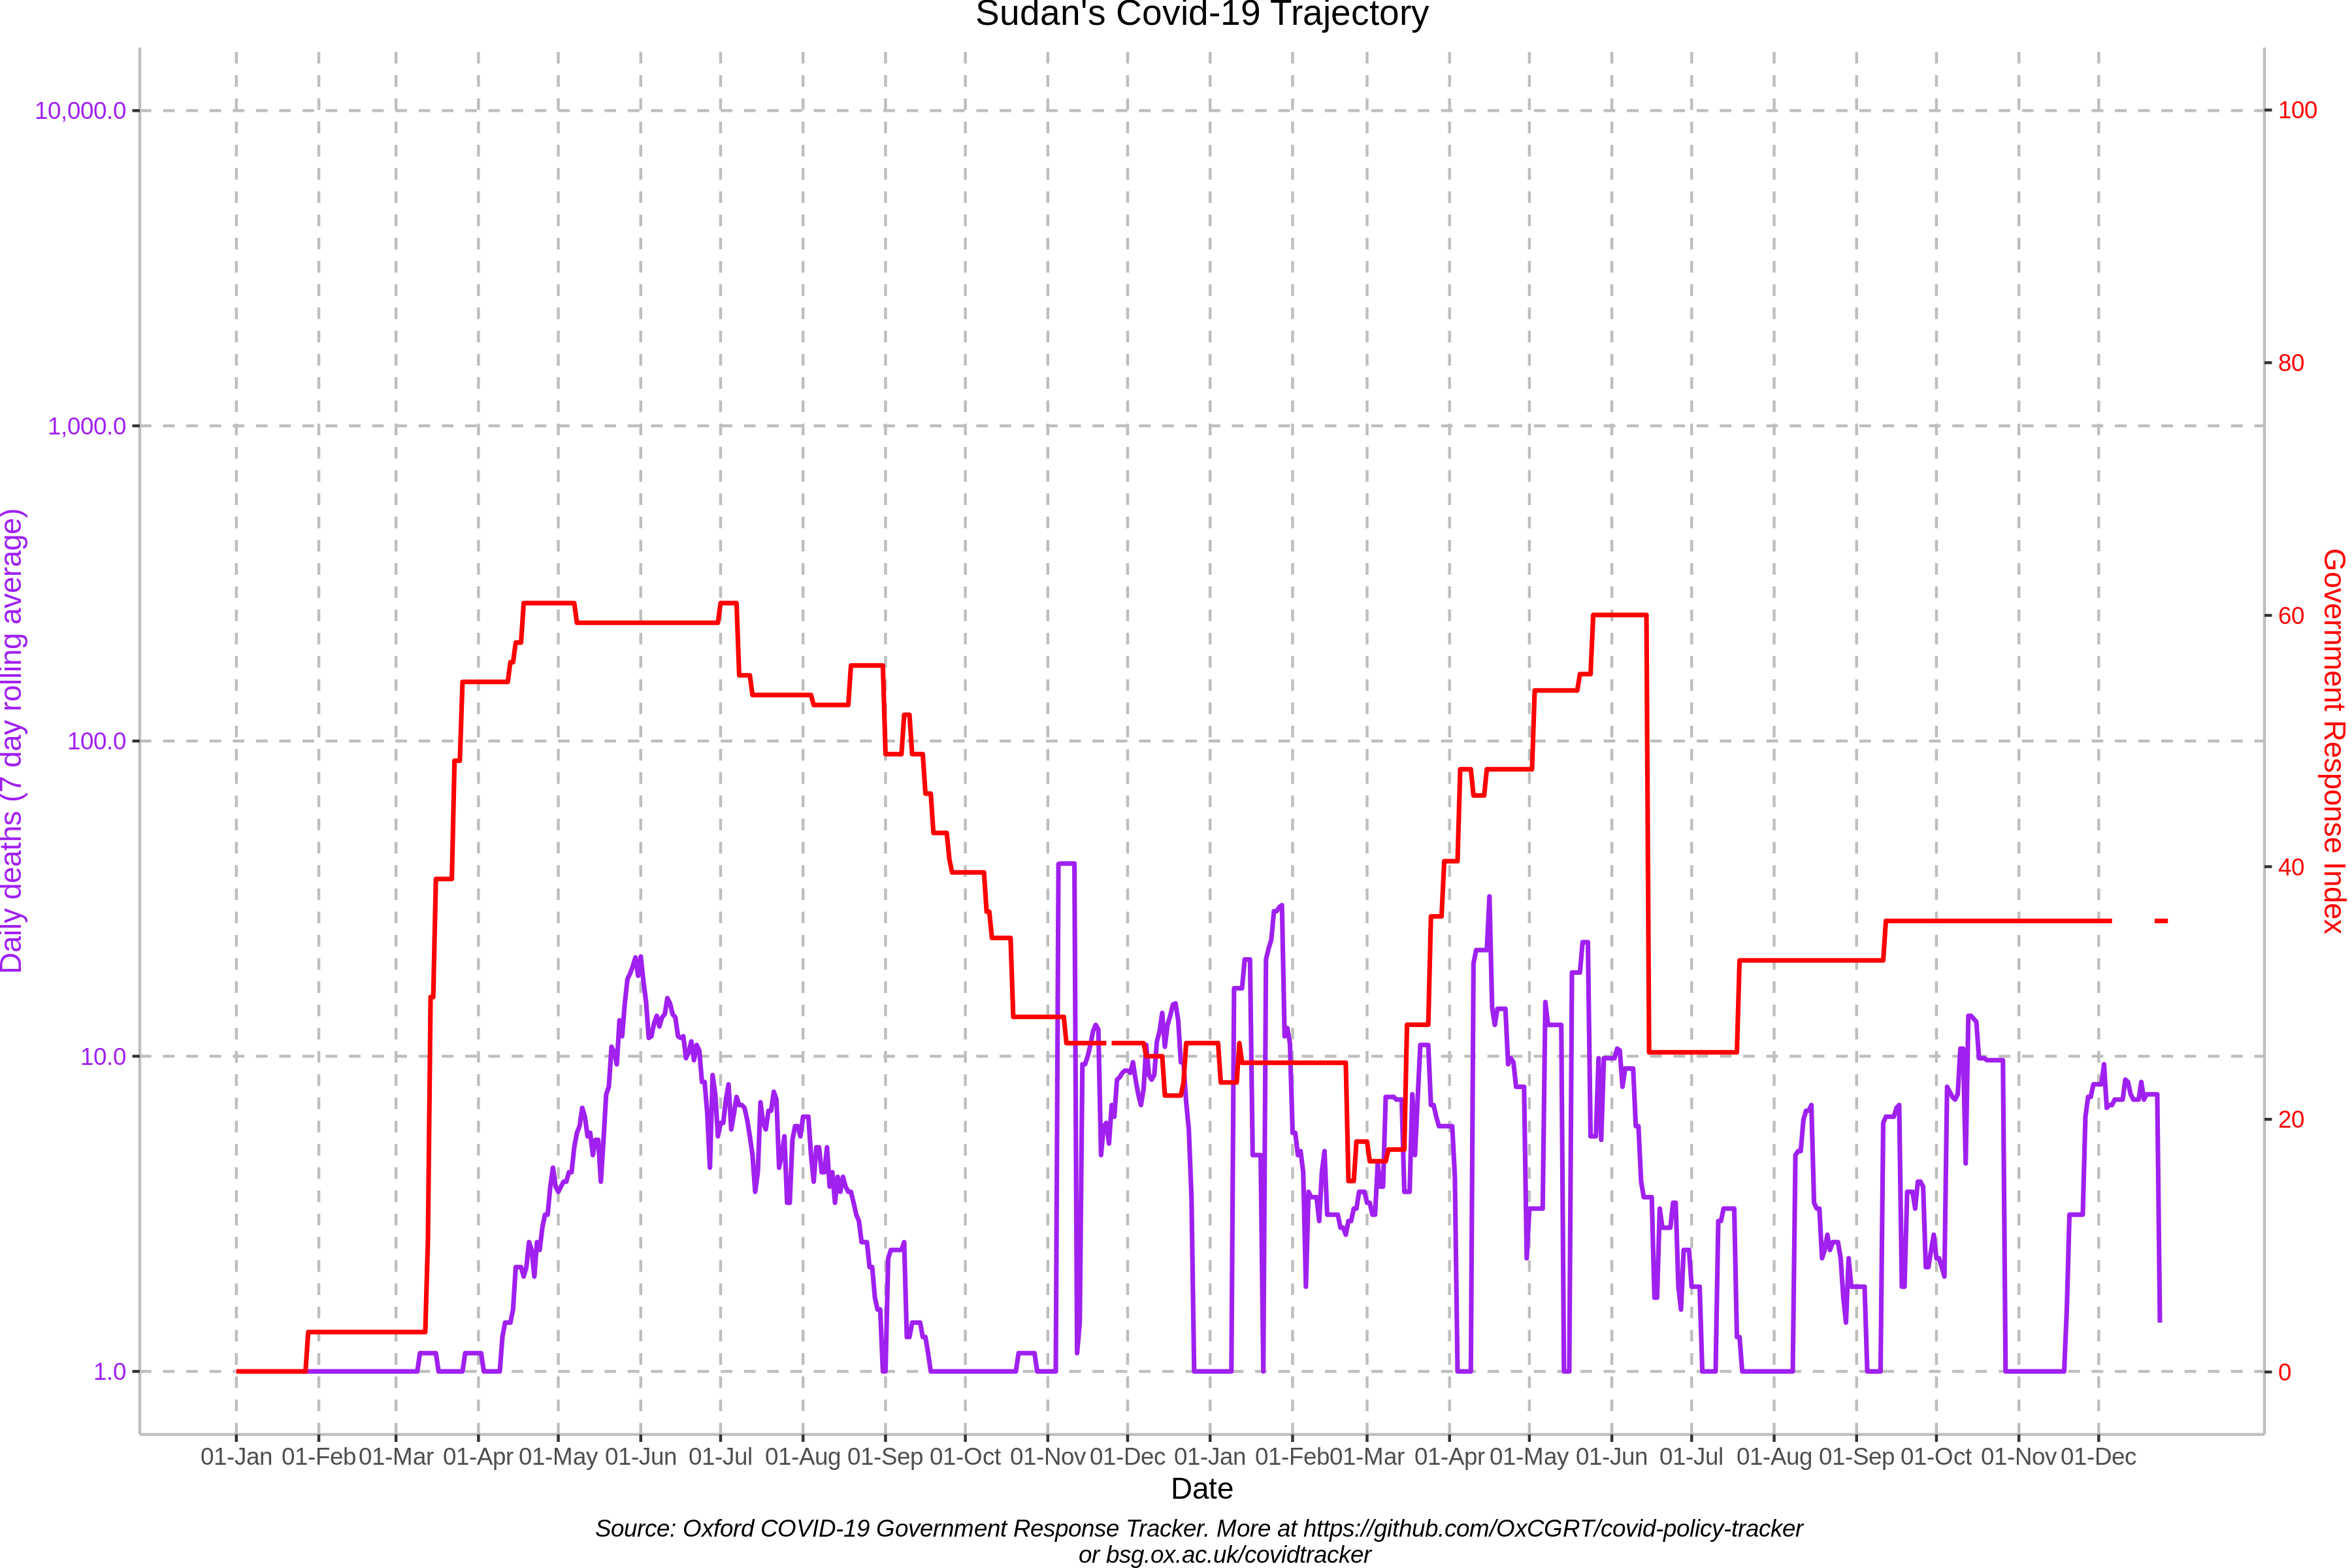 Sudan's Covid-19 Trajectory
10,000.0
1,000.0
100.0
10.0
1.0
Daily deaths (7 day rolling average)
100
80
60
40
20
0
Government Response Index
01-Jan 01-Feb 01-Mar 01-Apr 01-May 01-Jun 01-Jul 01-Aug 01-Sep 01-Oct 01-Nov 01-Dec 01-Jan 01-Feb 01-Mar 01-Apr 01-May 01-Jun 01-Jul 01-Aug 01-Sep 01-Oct 01-Nov 01-Dec
Date
Source: Oxford COVID-19 Government Response Tracker. More at https://github.com/OxCGRT/covid-policy-tracker
or bsg.ox.ac.uk/covidtracker